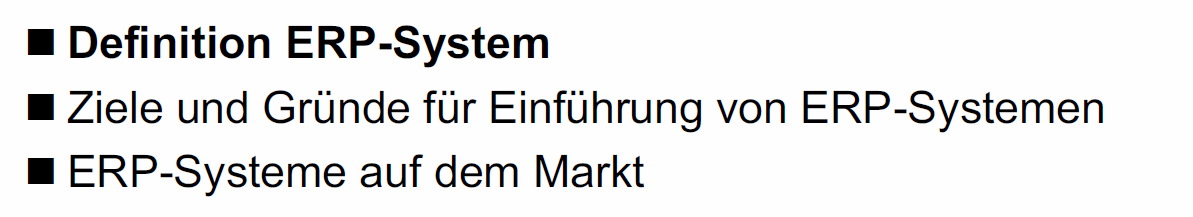 ■ Definition ERP-System
■ Ziele und Gründe für Einführung von ERP-Systemen
■ ERP-Systeme auf dem Markt